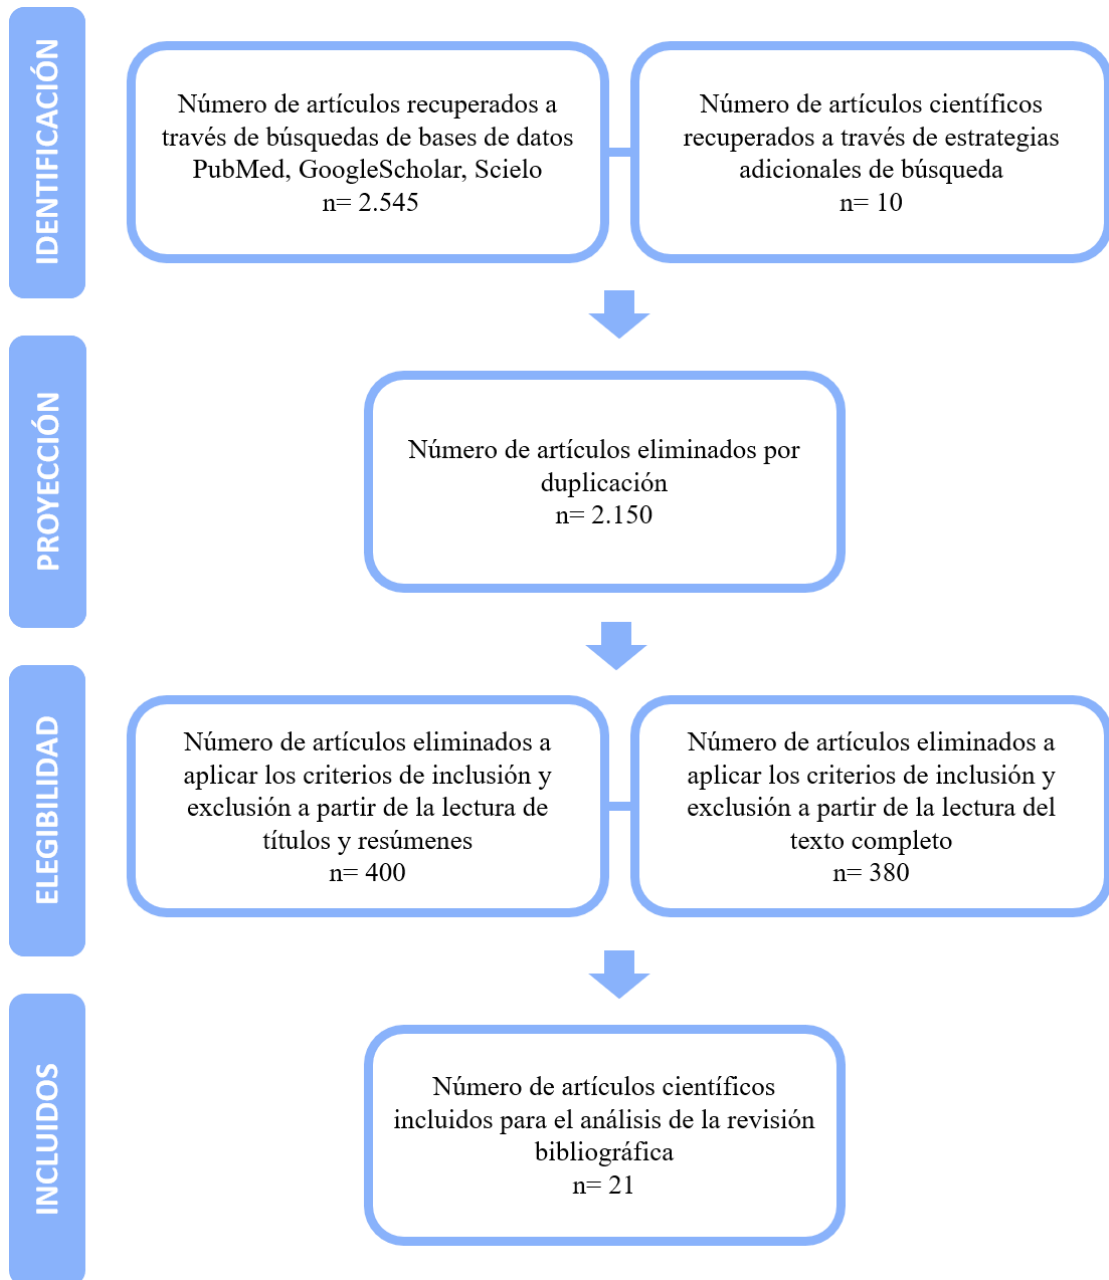 IDENTIFICACIÓN
Número de artículos recuperados a
través de búsquedas de bases de datos
PubMed, GoogleScholar, Scielo
n= 2.545
Número de artículos científicos
recuperados a través de estrategias
adicionales de búsqueda
n= 10
PROYECCIÓN
Número de artículos eliminados por
duplicación
n= 2.150
ELEGIBILIDAD
Número de artículos eliminados a
aplicar los criterios de inclusión y
exclusión a partir de la lectura de
títulos y resúmenes
n= 400
Número de artículos eliminados a
aplicar los criterios de inclusión y
exclusión a partir de la lectura del
texto completo
n= 380
INCLUIDOS
Número de artículos científicos
incluidos para el análisis de la revisión
bibliográfica
n= 21